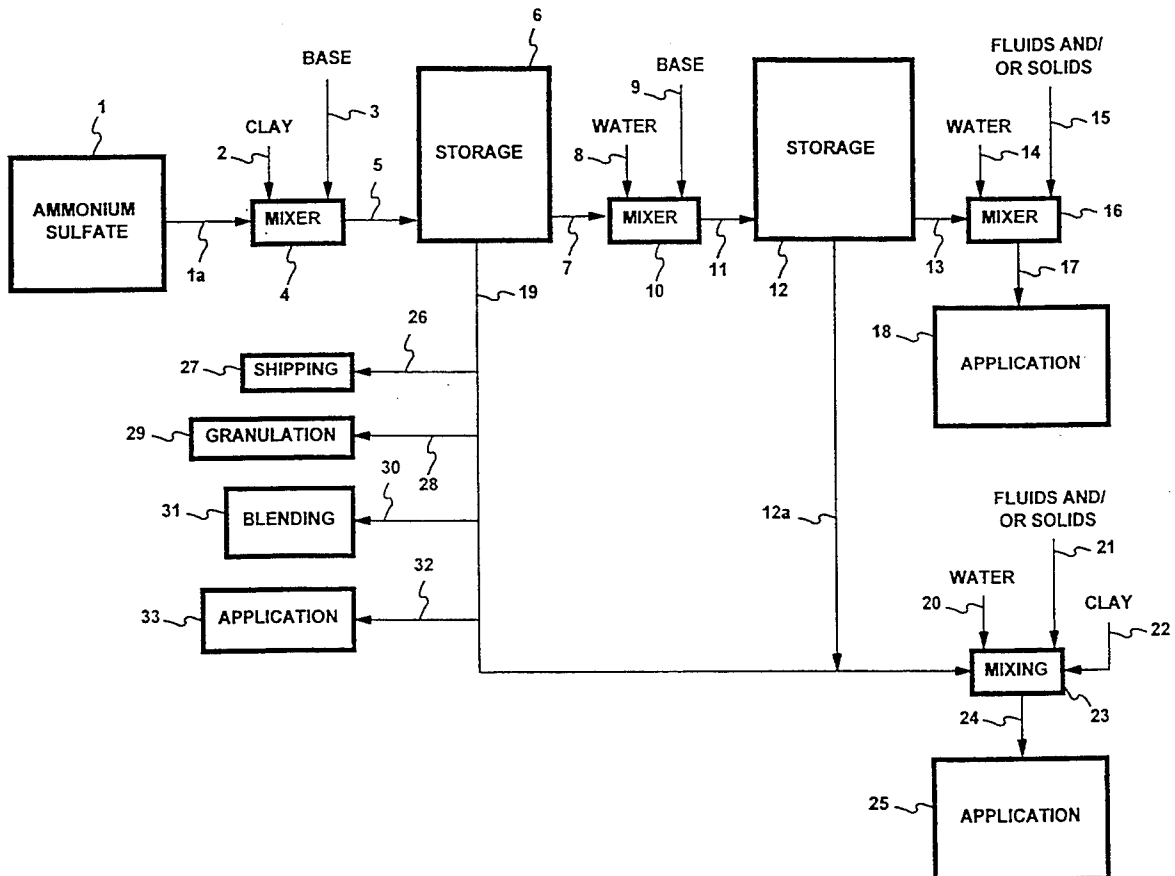 6
FLUIDS AND/
OR SOLIDS
BASE
BASE
9
3
15
1
CLAY
WATER
WATER
2
8
14
STORAGE
STORAGE
5
AMMONIUM
SULFATE
MIXER
MIXER
MIXER
16
1a
4
7
10
11
12
13
17
19
18
APPLICATION
26
27
SHIPPING
29
GRANULATION
28
30
31
BLENDING
12a
FLUIDS AND/
OR SOLIDS
21
32
WATER
20
CLAY
22
33
APPLICATION
MIXING
24
23
25
APPLICATION